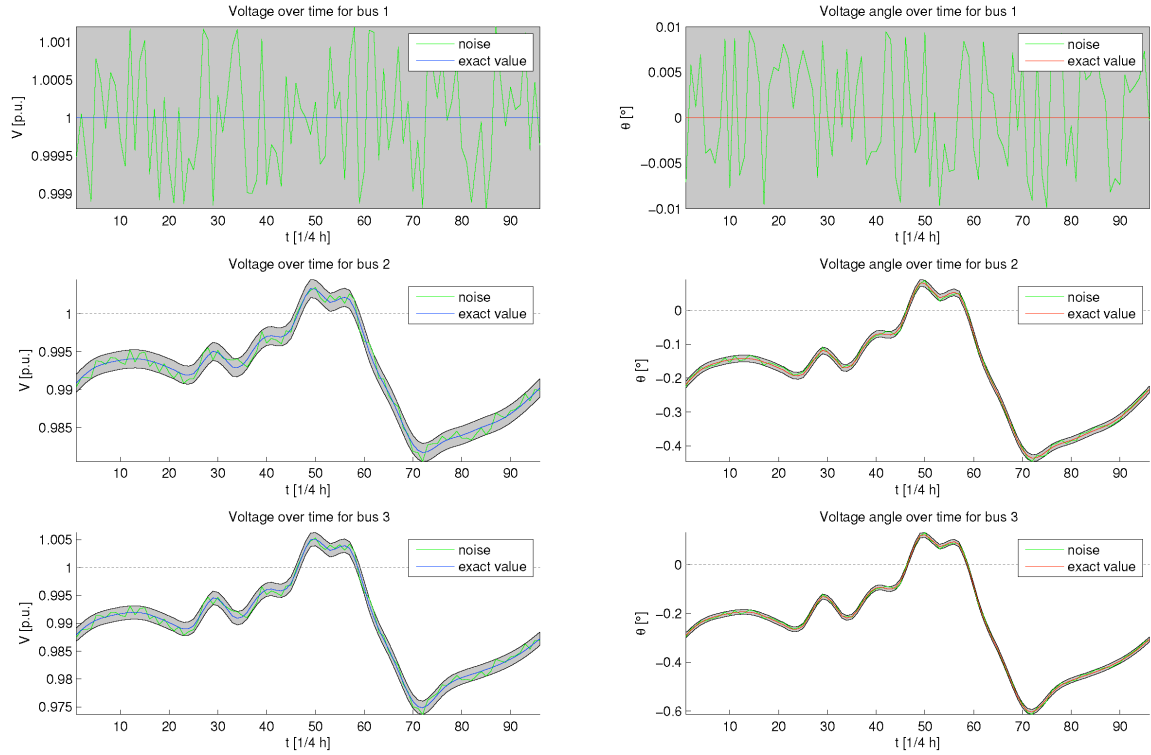 Voltage over time for bus 1
noise
exact value
V [p.u.]
1.001
1.0005
1
0.9995
0.999
10 20 30 40 50 60 70 80 90
t [1/4 h]
Voltage angle over time for bus 1
noise
exact value
θ [°]
0.01
0.005
0
−0.005
−0.01
10 20 30 40 50 60 70 80 90
t [1/4 h]
Voltage over time for bus 2
noise
exact value
V [p.u.]
1
0.995
0.99
0.985
10 20 30 40 50 60 70 80 90
t [1/4 h]
Voltage angle over time for bus 2
noise
exact value
θ [°]
0
−0.1
−0.2
−0.3
−0.4
10 20 30 40 50 60 70 80 90
t [1/4 h]
Voltage over time for bus 3
noise
exact value
V [p.u.]
1.005
1
0.995
0.99
0.985
0.98
0.975
10 20 30 40 50 60 70 80 90
t [1/4 h]
Voltage angle over time for bus 3
noise
exact value
θ [°]
0
−0.2
−0.4
−0.6
10 20 30 40 50 60 70 80 90
t [1/4 h]